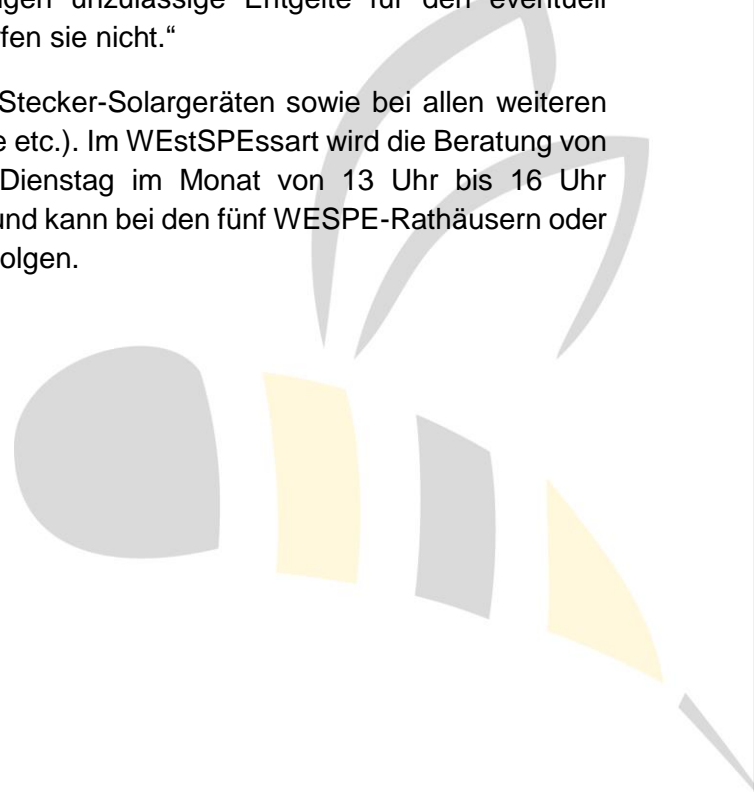 unzulässige Entgelte für den eventuell
fen sie nicht.“
Stecker-Solargeräten sowie bei allen weiteren
e etc.). Im WEstSPEssart wird die Beratung von
Dienstag im Monat von 13 Uhr bis 16 Uhr
und kann bei den fünf WESPE-Rathäusern oder
olgen.